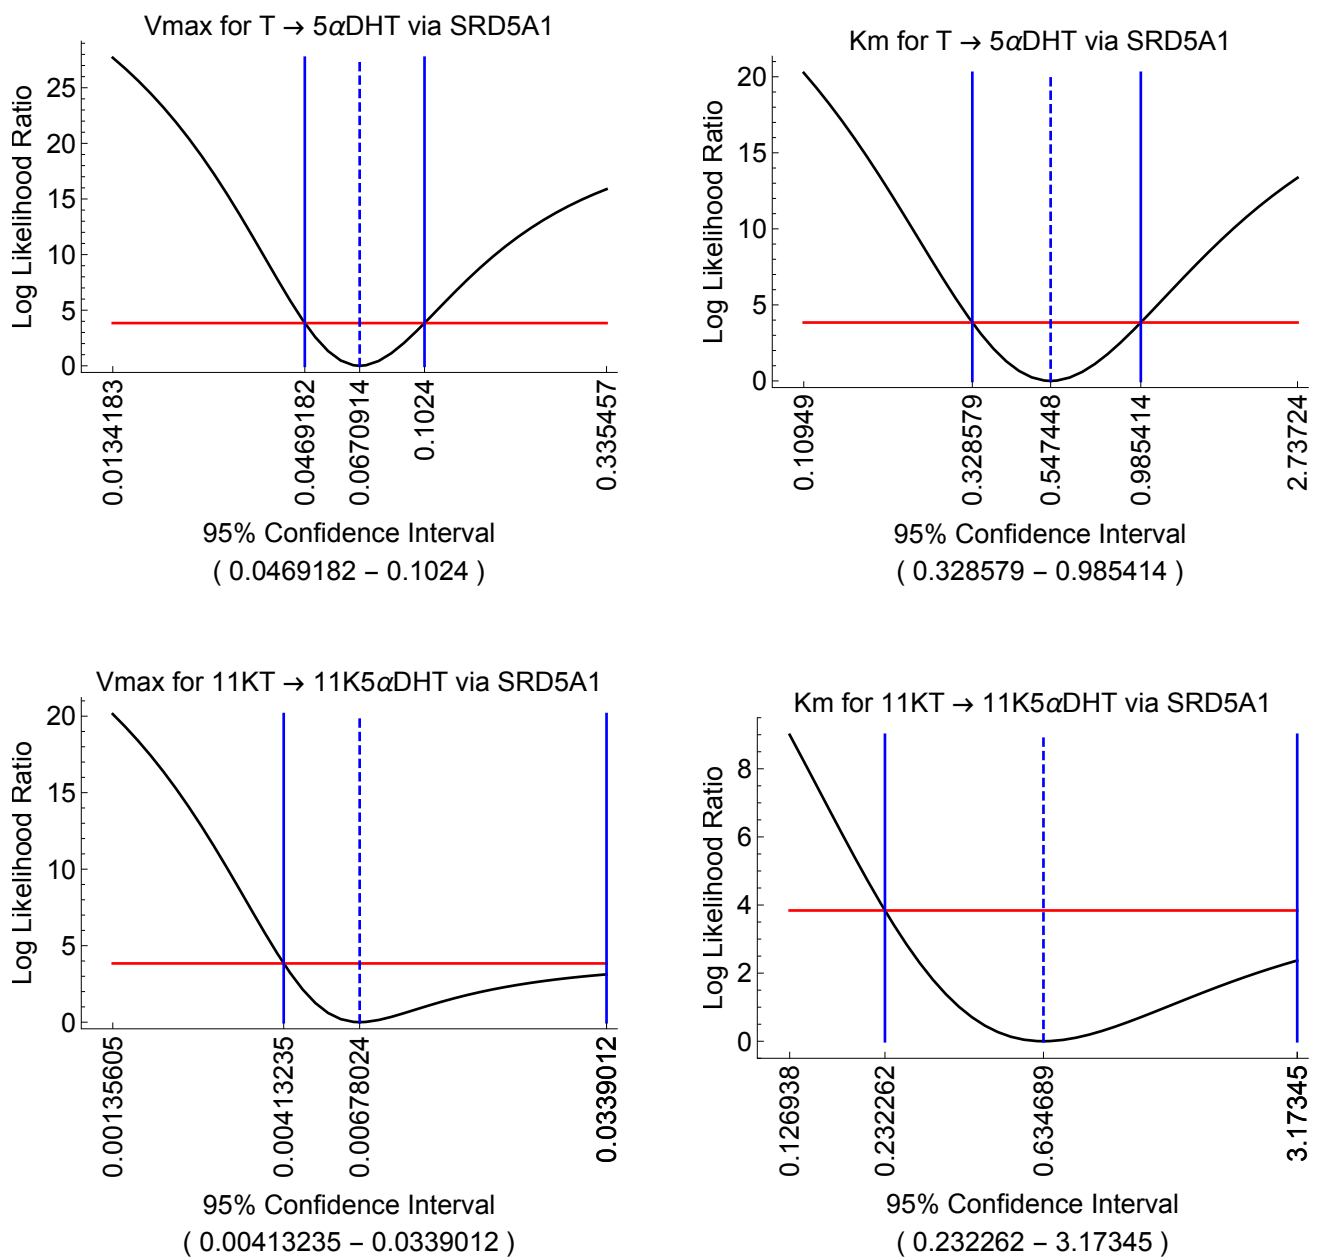 Vmax for T → 5αDHT via SRD5A1
Log Likelihood Ratio
25
20
15
10
5
0
0.0134183
0.0469182
0.0670914
0.1024
0.335457
95% Confidence Interval
( 0.0469182 – 0.1024 )
Km for T → 5αDHT via SRD5A1
Log Likelihood Ratio
20
15
10
5
0
0.10949
0.328579
0.547448
0.985414
2.73724
95% Confidence Interval
( 0.328579 – 0.985414 )
Vmax for 11KT → 11K5αDHT via SRD5A1
Log Likelihood Ratio
20
15
10
5
0
0.00135605
0.00413235
0.00678024
0.0339012
95% Confidence Interval
( 0.00413235 – 0.0339012 )
Km for 11KT → 11K5αDHT via SRD5A1
Log Likelihood Ratio
8
6
4
2
0
0.126938
0.232262
0.634689
3.17345
95% Confidence Interval
( 0.232262 – 3.17345 )